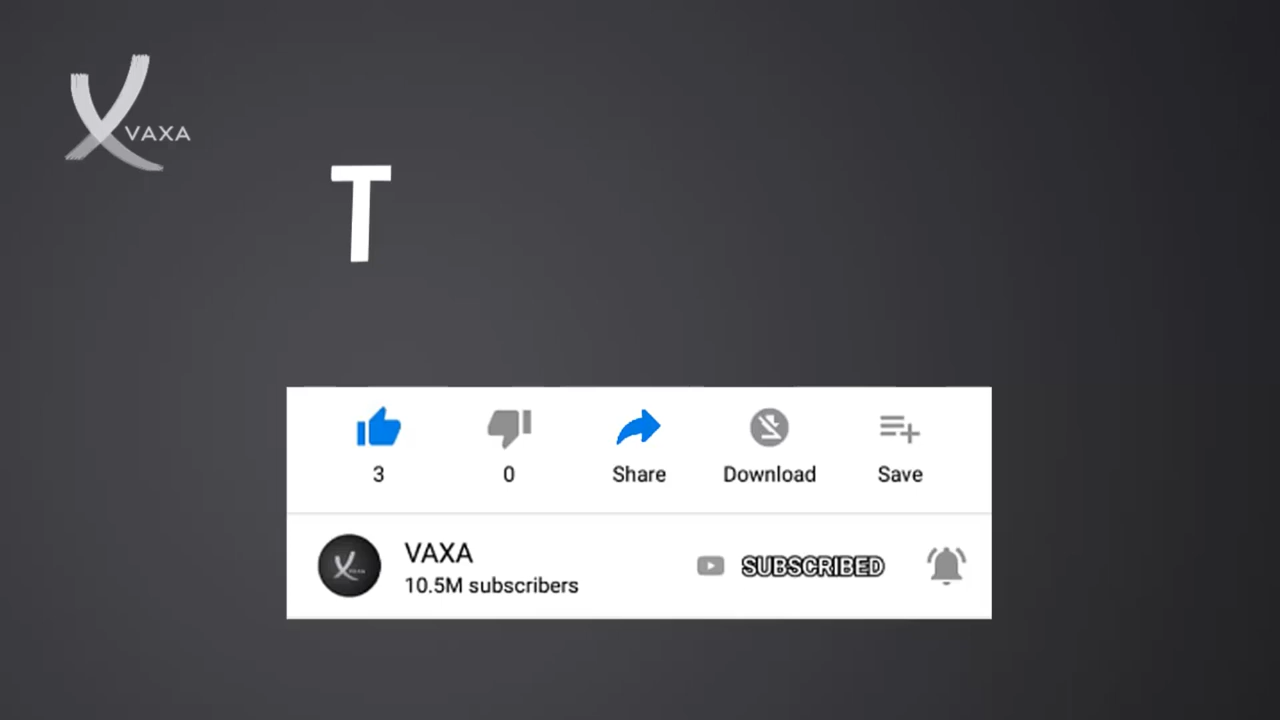 VAXA
T
3 0 Share Download Save
VAXA
10.5M subscribers
SUBSCRIBED